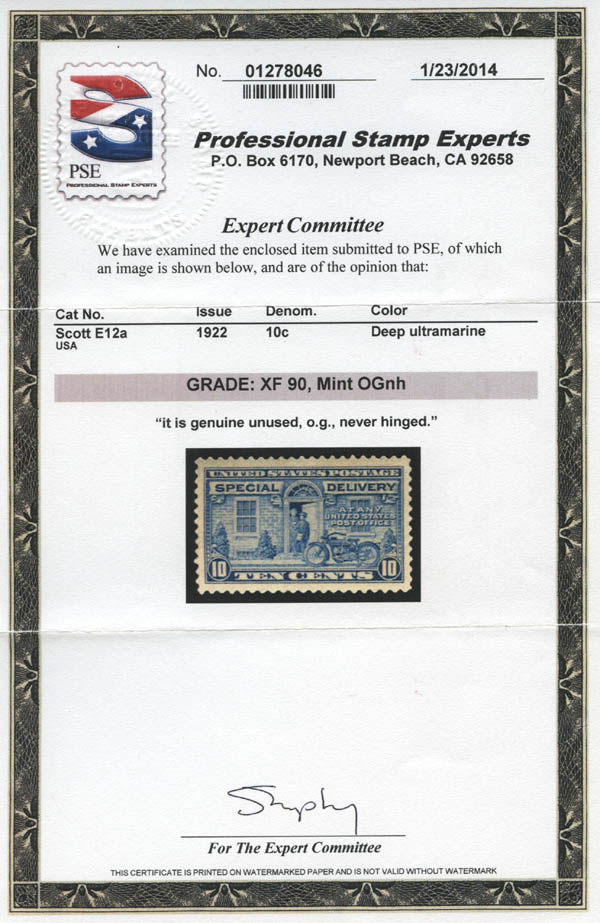 No. 01278046 1/23/2014
PSE
PROFESSIONAL STAMP EXPERTS
Professional Stamp Experts
P.O. Box 6170, Newport Beach, CA 92658
Expert Committee
We have examined the enclosed item submitted to PSE, of which
an image is shown below, and are of the opinion that:
Cat No. Issue Denom. Color
Scott E12a 1922 10c Deep ultramarine
USA
GRADE: XF 90, Mint OGnh
“it is genuine unused, o.g., never hinged.”
UNITED STATES POSTAGE
SPECIAL DELIVERY
AT ANY
UNITED STATES
POST OFFICE
10 TEN CENTS 10
For The Expert Committee
THIS CERTIFICATE IS PRINTED ON WATERMARKED PAPER AND IS NOT VALID WITHOUT WATERMARK